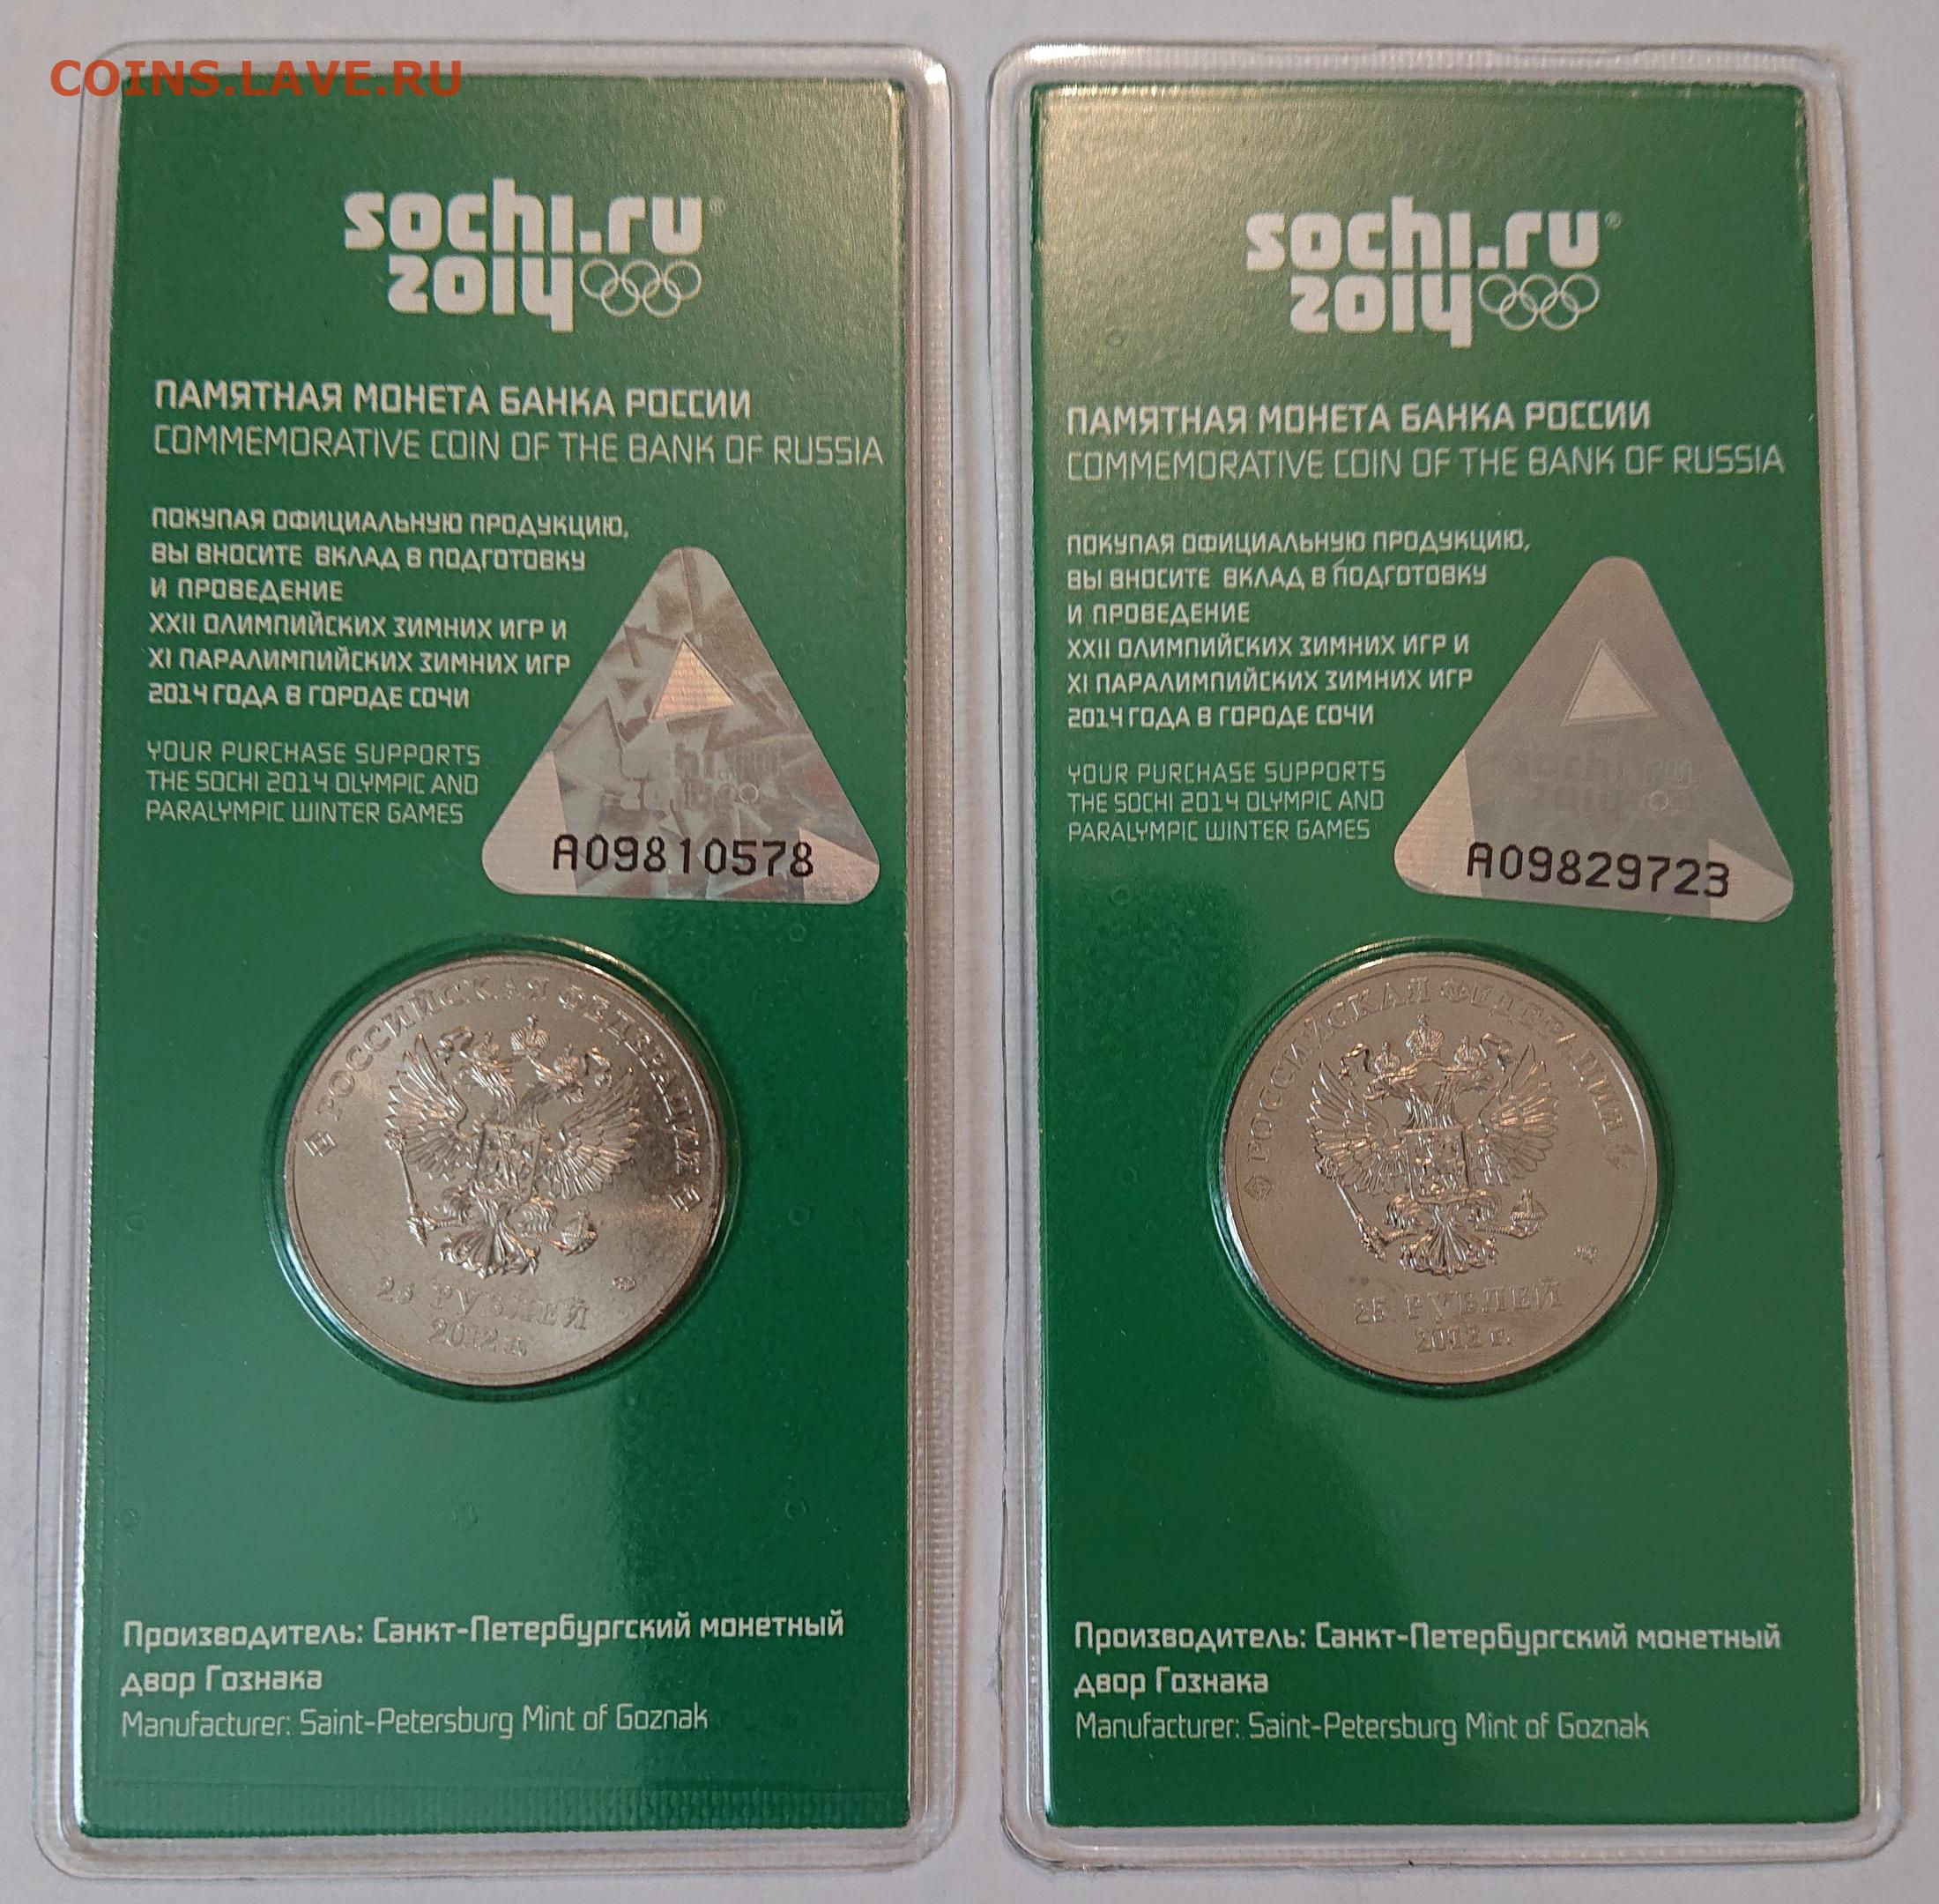 COINS.LAVE.RU
sochi.ru®
2014
ПАМЯТНАЯ МОНЕТА БАНКА РОССИИ
COMMEMORATIVE COIN OF THE BANK OF RUSSIA
ПОКУПАЯ ОФИЦИАЛЬНУЮ ПРОДУКЦИЮ,
ВЫ ВНОСИТЕ ВКЛАД В ПОДГОТОВКУ
И ПРОВЕДЕНИЕ
XXII ОЛИМПИЙСКИХ ЗИМНИХ ИГР И
XI ПАРАЛИМПИЙСКИХ ЗИМНИХ ИГР
2014 ГОДА В ГОРОДЕ СОЧИ
YOUR PURCHASE SUPPORTS
THE SOCHI 2014 OLYMPIC AND
PARALYMPIC WINTER GAMES
A09810578
РОССИЙСКАЯ ФЕДЕРАЦИЯ
25 РУБЛЕЙ
2012 г.
Производитель: Санкт-Петербургский монетный
двор Гознака
Manufacturer: Saint-Petersburg Mint of Goznak
sochi.ru®
2014
ПАМЯТНАЯ МОНЕТА БАНКА РОССИИ
COMMEMORATIVE COIN OF THE BANK OF RUSSIA
ПОКУПАЯ ОФИЦИАЛЬНУЮ ПРОДУКЦИЮ,
ВЫ ВНОСИТЕ ВКЛАД В ПОДГОТОВКУ
И ПРОВЕДЕНИЕ
XXII ОЛИМПИЙСКИХ ЗИМНИХ ИГР И
XI ПАРАЛИМПИЙСКИХ ЗИМНИХ ИГР
2014 ГОДА В ГОРОДЕ СОЧИ
YOUR PURCHASE SUPPORTS
THE SOCHI 2014 OLYMPIC AND
PARALYMPIC WINTER GAMES
sochi.ru
2014
A09829723
РОССИЙСКАЯ ФЕДЕРАЦИЯ
25 РУБЛЕЙ
2012 г.
Производитель: Санкт-Петербургский монетный
двор Гознака
Manufacturer: Saint-Petersburg Mint of Goznak